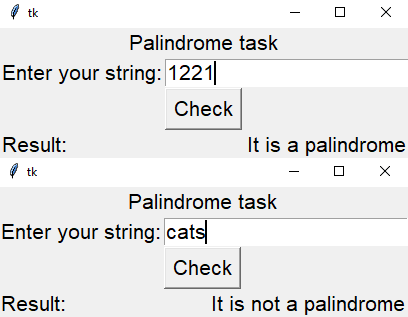 tk
Palindrome task
Enter your string: 1221
Check
Result: It is a palindrome
tk
Palindrome task
Enter your string: cats
Check
Result: It is not a palindrome